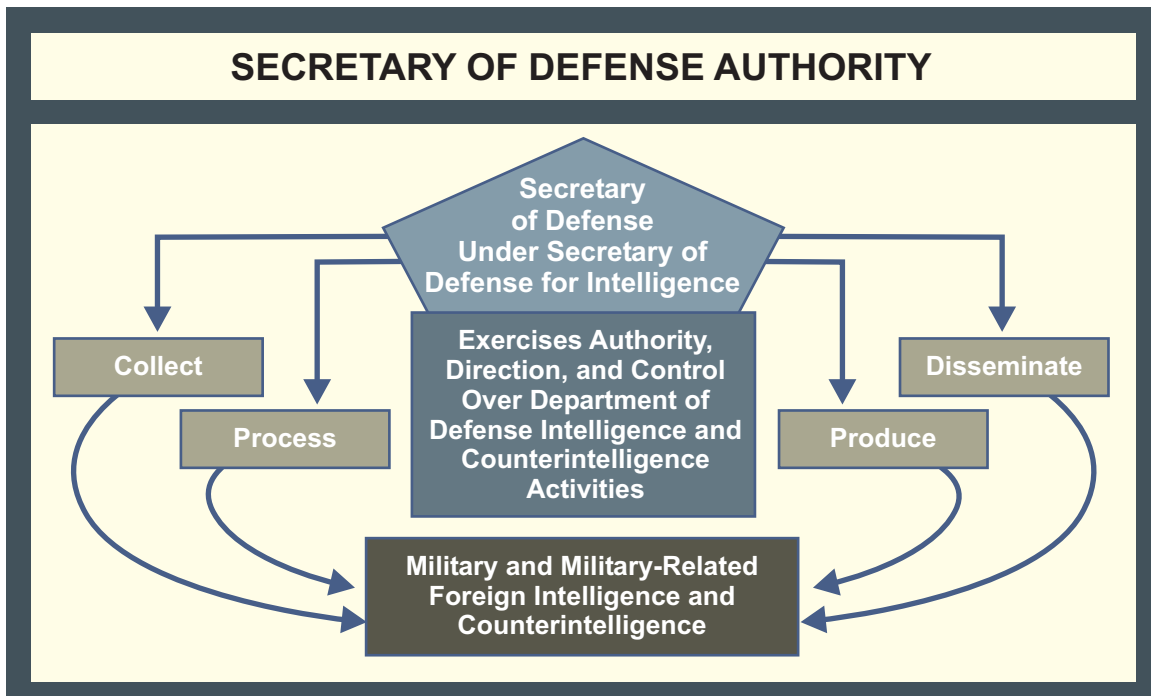 SECRETARY OF DEFENSE AUTHORITY
Secretary
of Defense
Under Secretary of
Defense for Intelligence
Exercises Authority,
Direction, and Control
Over Department of
Defense Intelligence and
Counterintelligence
Activities
Collect
Process
Produce
Disseminate
Military and Military-Related
Foreign Intelligence and
Counterintelligence